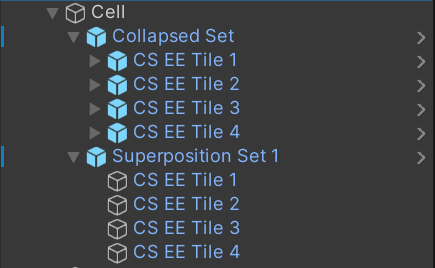 Cell
Collapsed Set
CS EE Tile 1
CS EE Tile 2
CS EE Tile 3
CS EE Tile 4
Superposition Set 1
CS EE Tile 1
CS EE Tile 2
CS EE Tile 3
CS EE Tile 4